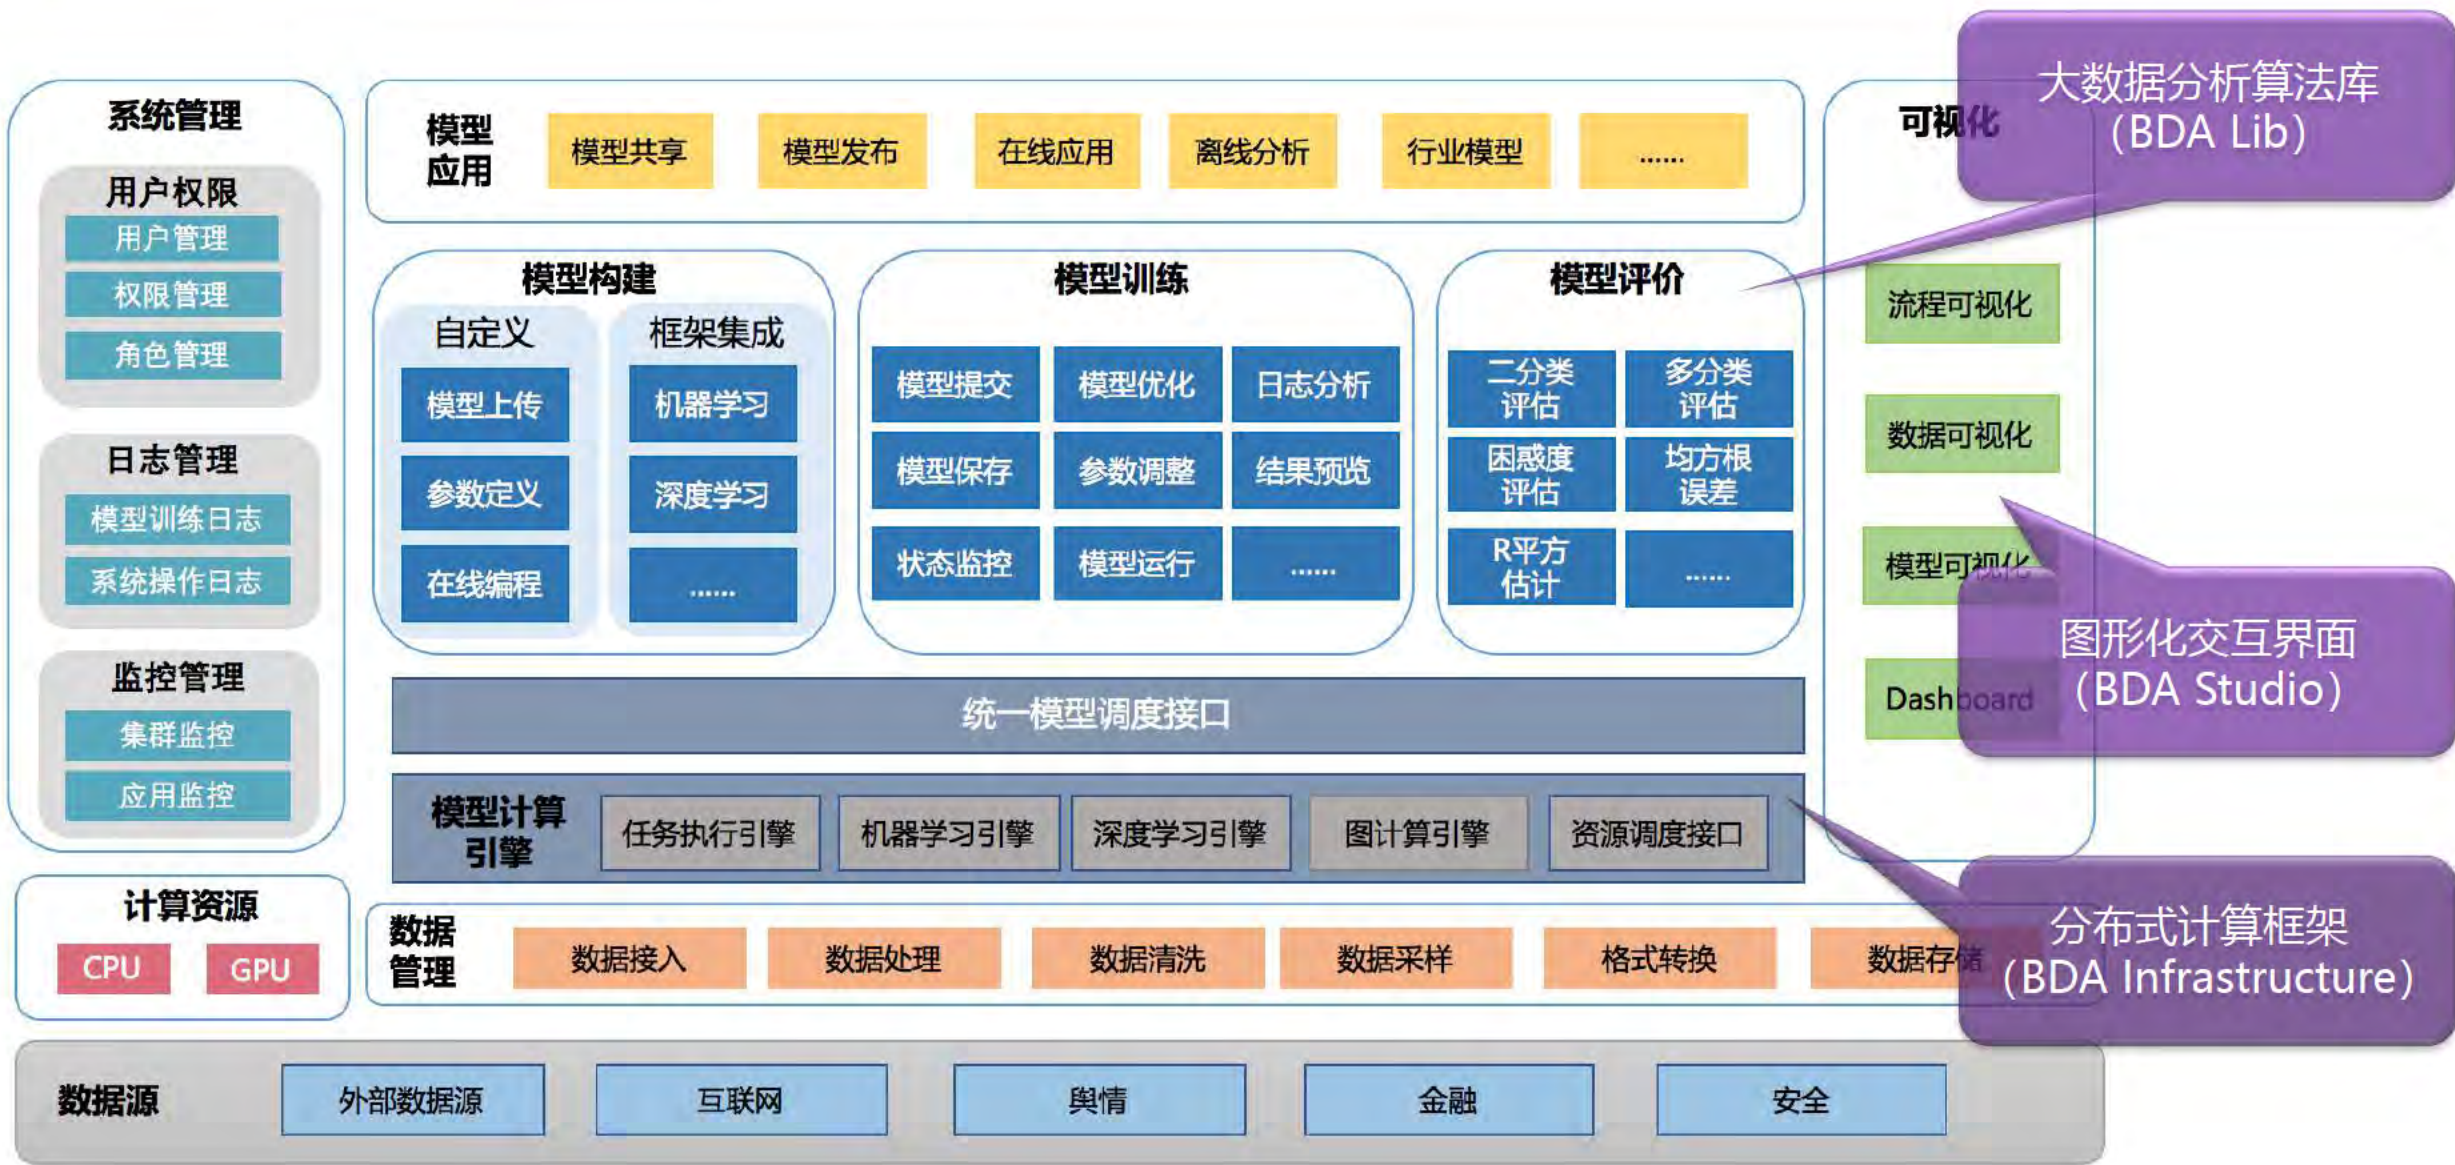 系统管理
用户权限
用户管理
权限管理
角色管理
日志管理
模型训练日志
系统操作日志
监控管理
集群监控
应用监控
计算资源
CPU
GPU
模型
应用
模型共享
模型发布
在线应用
离线分析
行业模型
......
模型构建
自定义
模型上传
参数定义
在线编程
框架集成
机器学习
深度学习
......
模型训练
模型提交
模型优化
日志分析
模型保存
参数调整
结果预览
状态监控
模型运行
......
模型评价
二分类
评估
多分类
评估
困惑度
评估
均方根
误差
R平方
估计
......
统一模型调度接口
模型计算
引擎
任务执行引擎
机器学习引擎
深度学习引擎
图计算引擎
资源调度接口
数据
管理
数据接入
数据处理
数据清洗
数据采样
格式转换
数据存储
可视化
流程可视化
数据可视化
模型可视化
Dashboard
大数据分析算法库
（BDA Lib）
图形化交互界面
（BDA Studio）
分布式计算框架
（BDA Infrastructure）
数据源
外部数据源
互联网
舆情
金融
安全